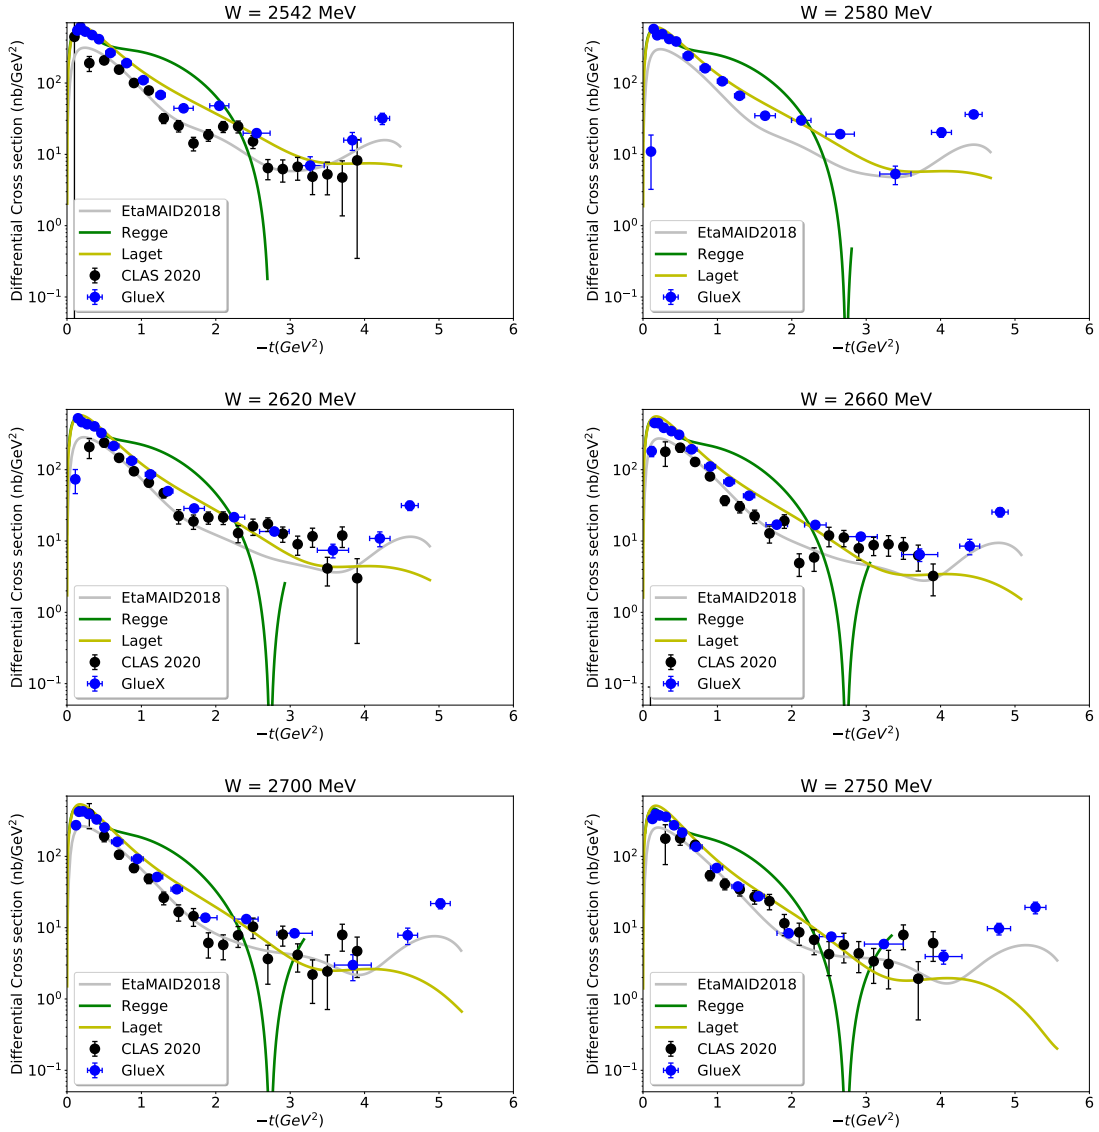 W = 2542 MeV
Differential Cross section (nb/GeV²)
10²
10¹
10⁰
10⁻¹
EtaMAID2018
Regge
Laget
CLAS 2020
GlueX
0 1 2 3 4 5 6
−t(GeV²)
W = 2580 MeV
Differential Cross section (nb/GeV²)
10²
10¹
10⁰
10⁻¹
EtaMAID2018
Regge
Laget
GlueX
0 1 2 3 4 5 6
−t(GeV²)
W = 2620 MeV
Differential Cross section (nb/GeV²)
10²
10¹
10⁰
10⁻¹
EtaMAID2018
Regge
Laget
CLAS 2020
GlueX
0 1 2 3 4 5 6
−t(GeV²)
W = 2660 MeV
Differential Cross section (nb/GeV²)
10²
10¹
10⁰
10⁻¹
EtaMAID2018
Regge
Laget
CLAS 2020
GlueX
0 1 2 3 4 5 6
−t(GeV²)
W = 2700 MeV
Differential Cross section (nb/GeV²)
10²
10¹
10⁰
10⁻¹
EtaMAID2018
Regge
Laget
CLAS 2020
GlueX
0 1 2 3 4 5 6
−t(GeV²)
W = 2750 MeV
Differential Cross section (nb/GeV²)
10²
10¹
10⁰
10⁻¹
EtaMAID2018
Regge
Laget
CLAS 2020
GlueX
0 1 2 3 4 5 6
−t(GeV²)